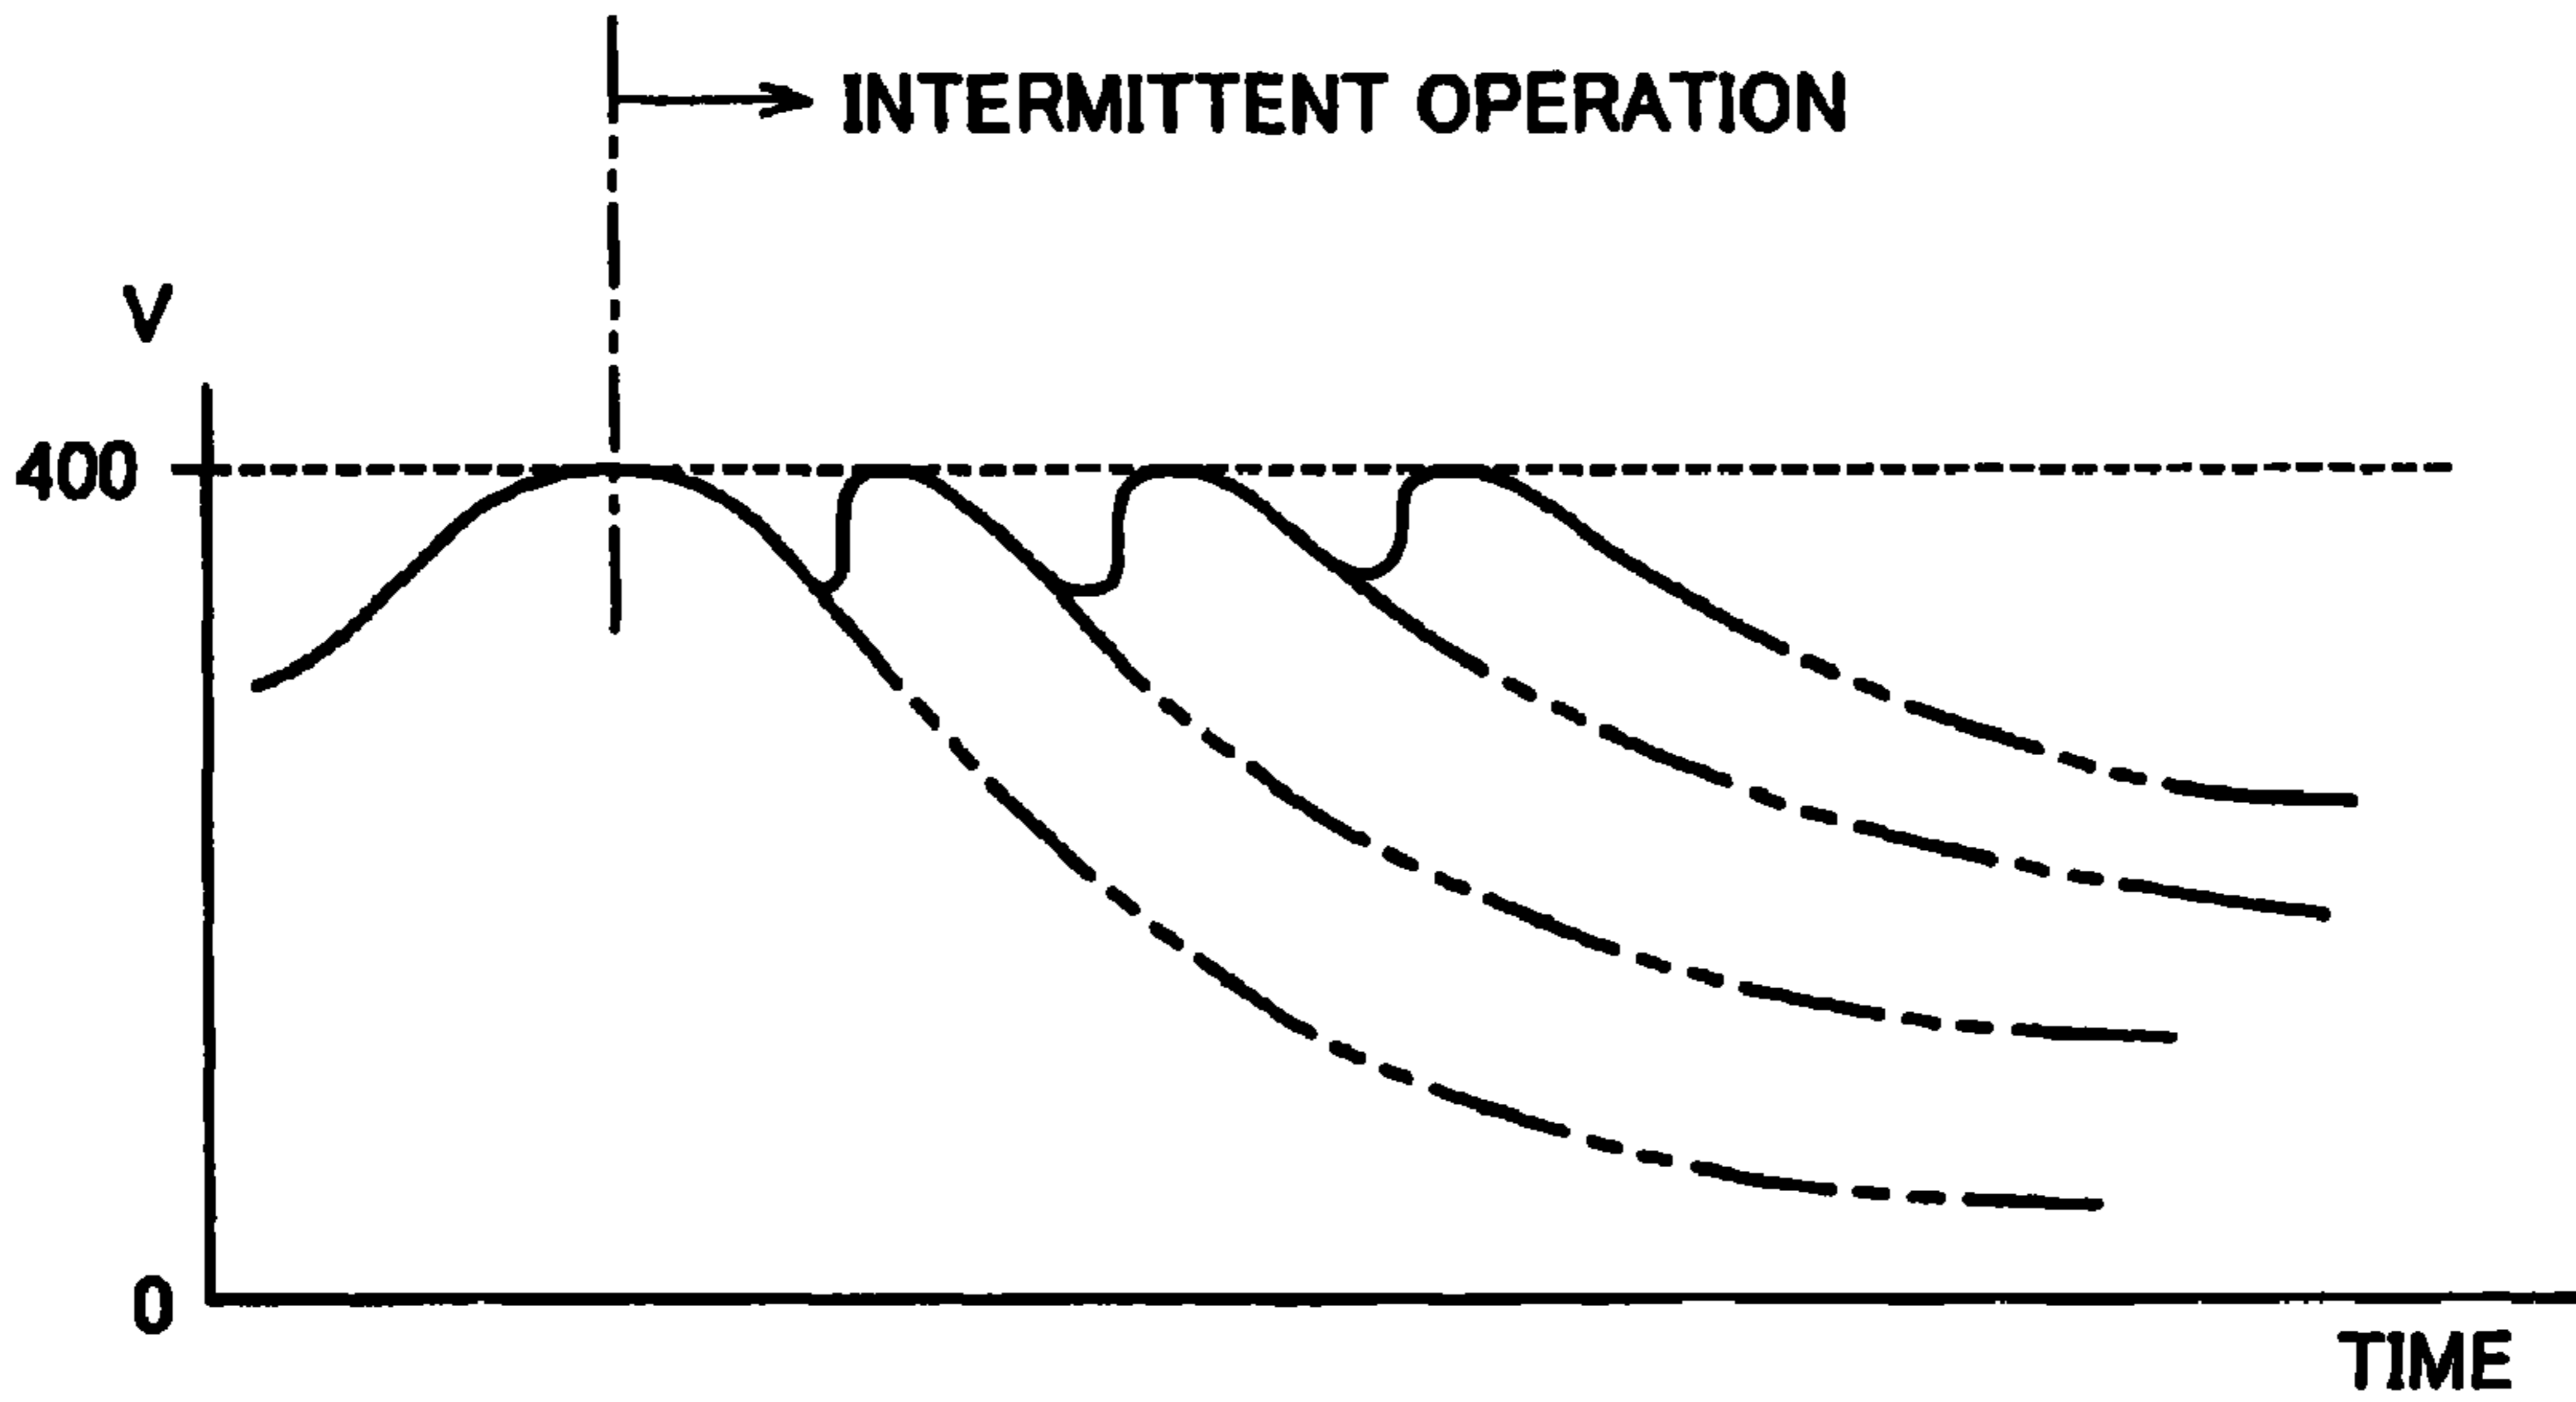 INTERMITTENT OPERATION
V
400
0
TIME